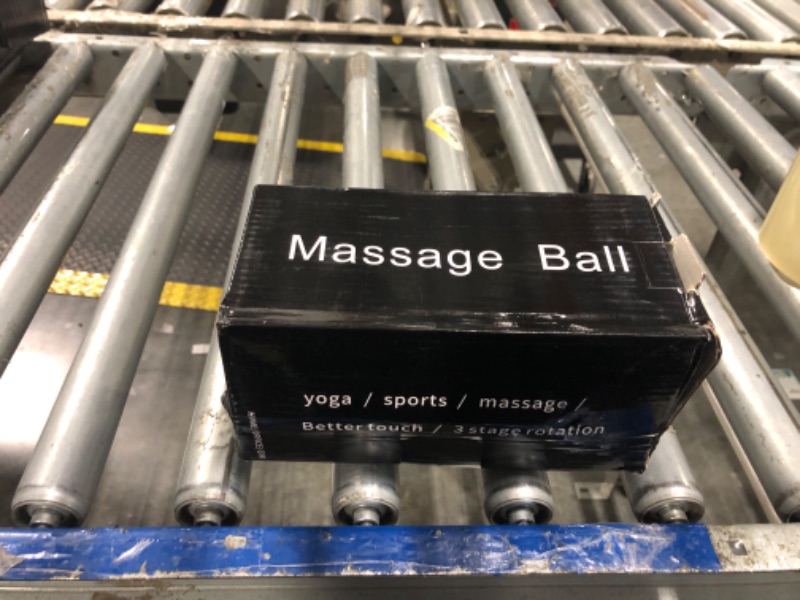 Massage Ball
yoga / sports / massage /
Better touch / 3 stage rotation